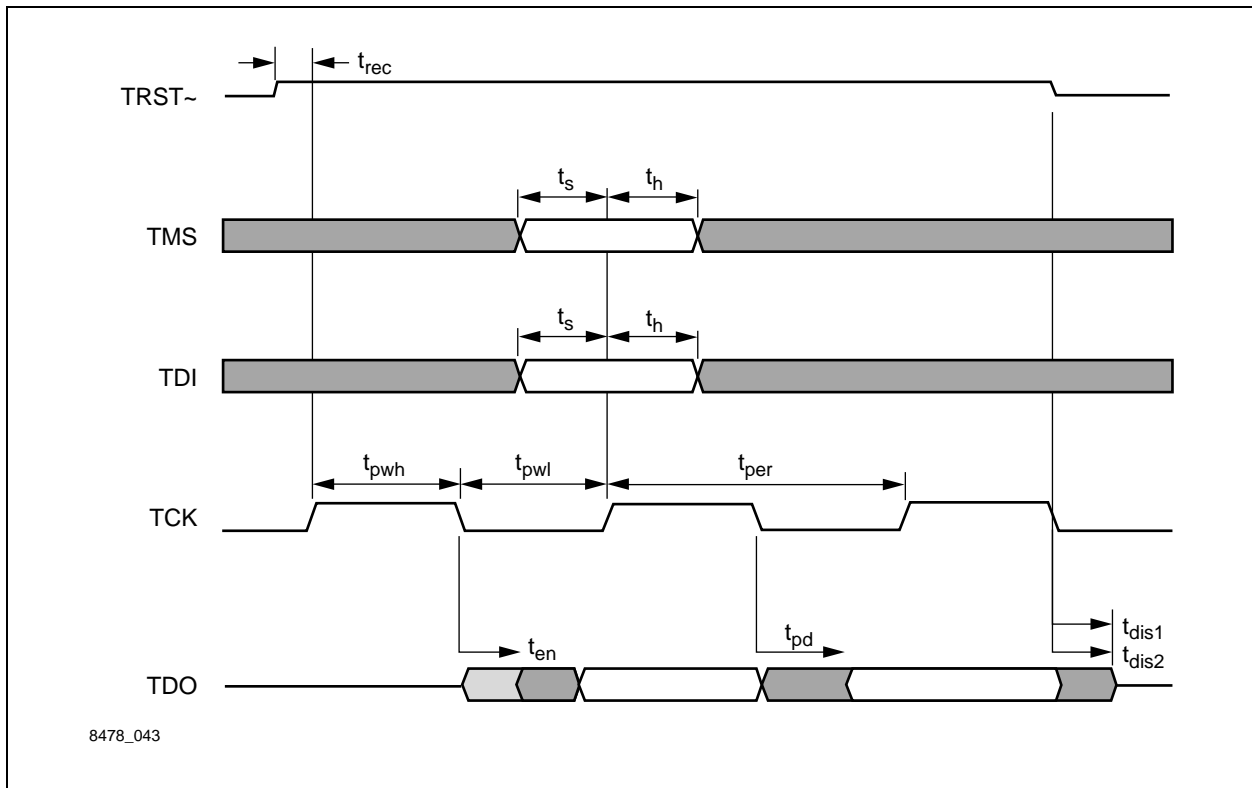 t_rec
TRST~
t_s t_h
TMS
t_s t_h
TDI
t_pwh t_pwl t_per
TCK
t_en t_pd t_dis1
t_dis2
TDO
8478_043